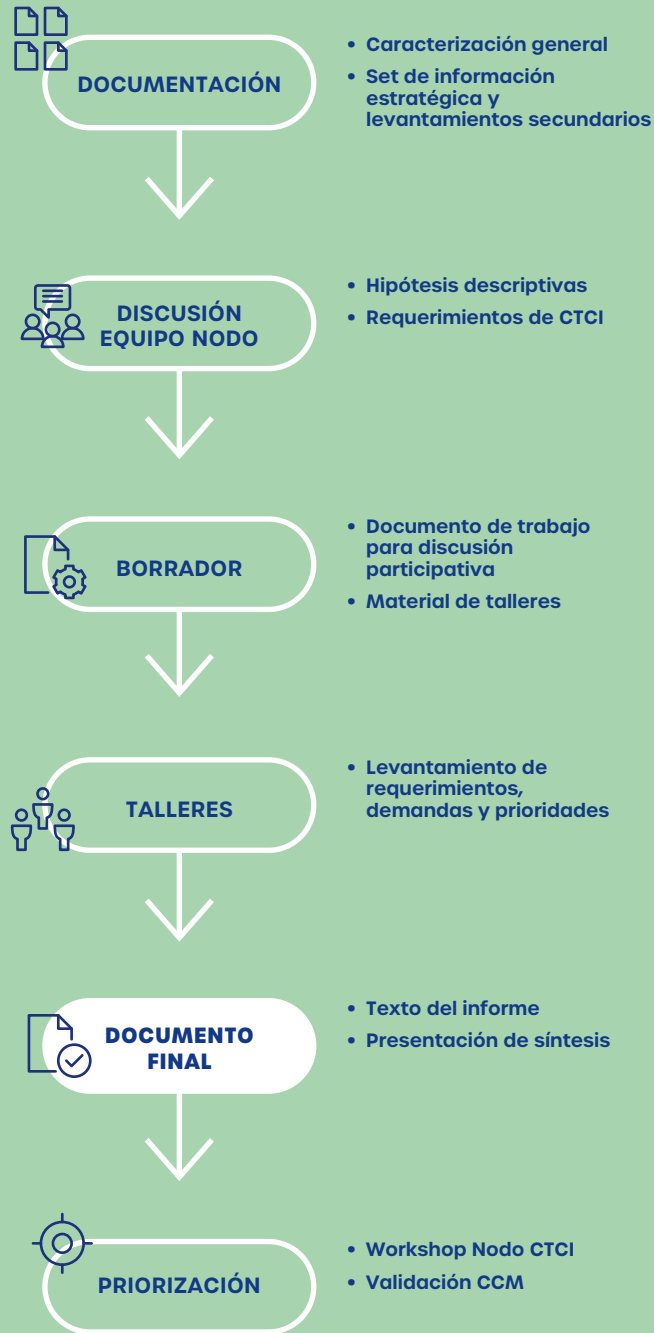 DOCUMENTACIÓN
• Caracterización general
• Set de información
estratégica y
levantamientos secundarios
DISCUSIÓN
EQUIPO NODO
• Hipótesis descriptivas
• Requerimientos de CTCI
BORRADOR
• Documento de trabajo
para discusión
participativa
• Material de talleres
TALLERES
• Levantamiento de
requerimientos,
demandas y prioridades
DOCUMENTO
FINAL
• Texto del informe
• Presentación de síntesis
PRIORIZACIÓN
• Workshop Nodo CTCI
• Validación CCM